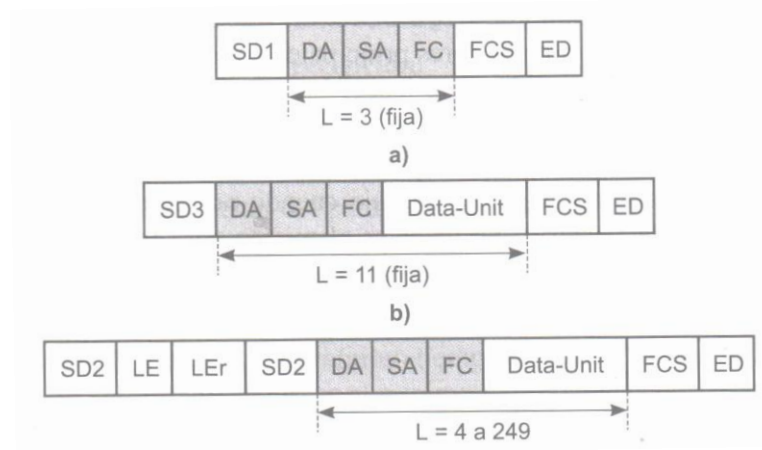 SD1 DA SA FC FCS ED
L = 3 (fija)
a)
SD3 DA SA FC Data-Unit FCS ED
L = 11 (fija)
b)
SD2 LE LEr SD2 DA SA FC Data-Unit FCS ED
L = 4 a 249